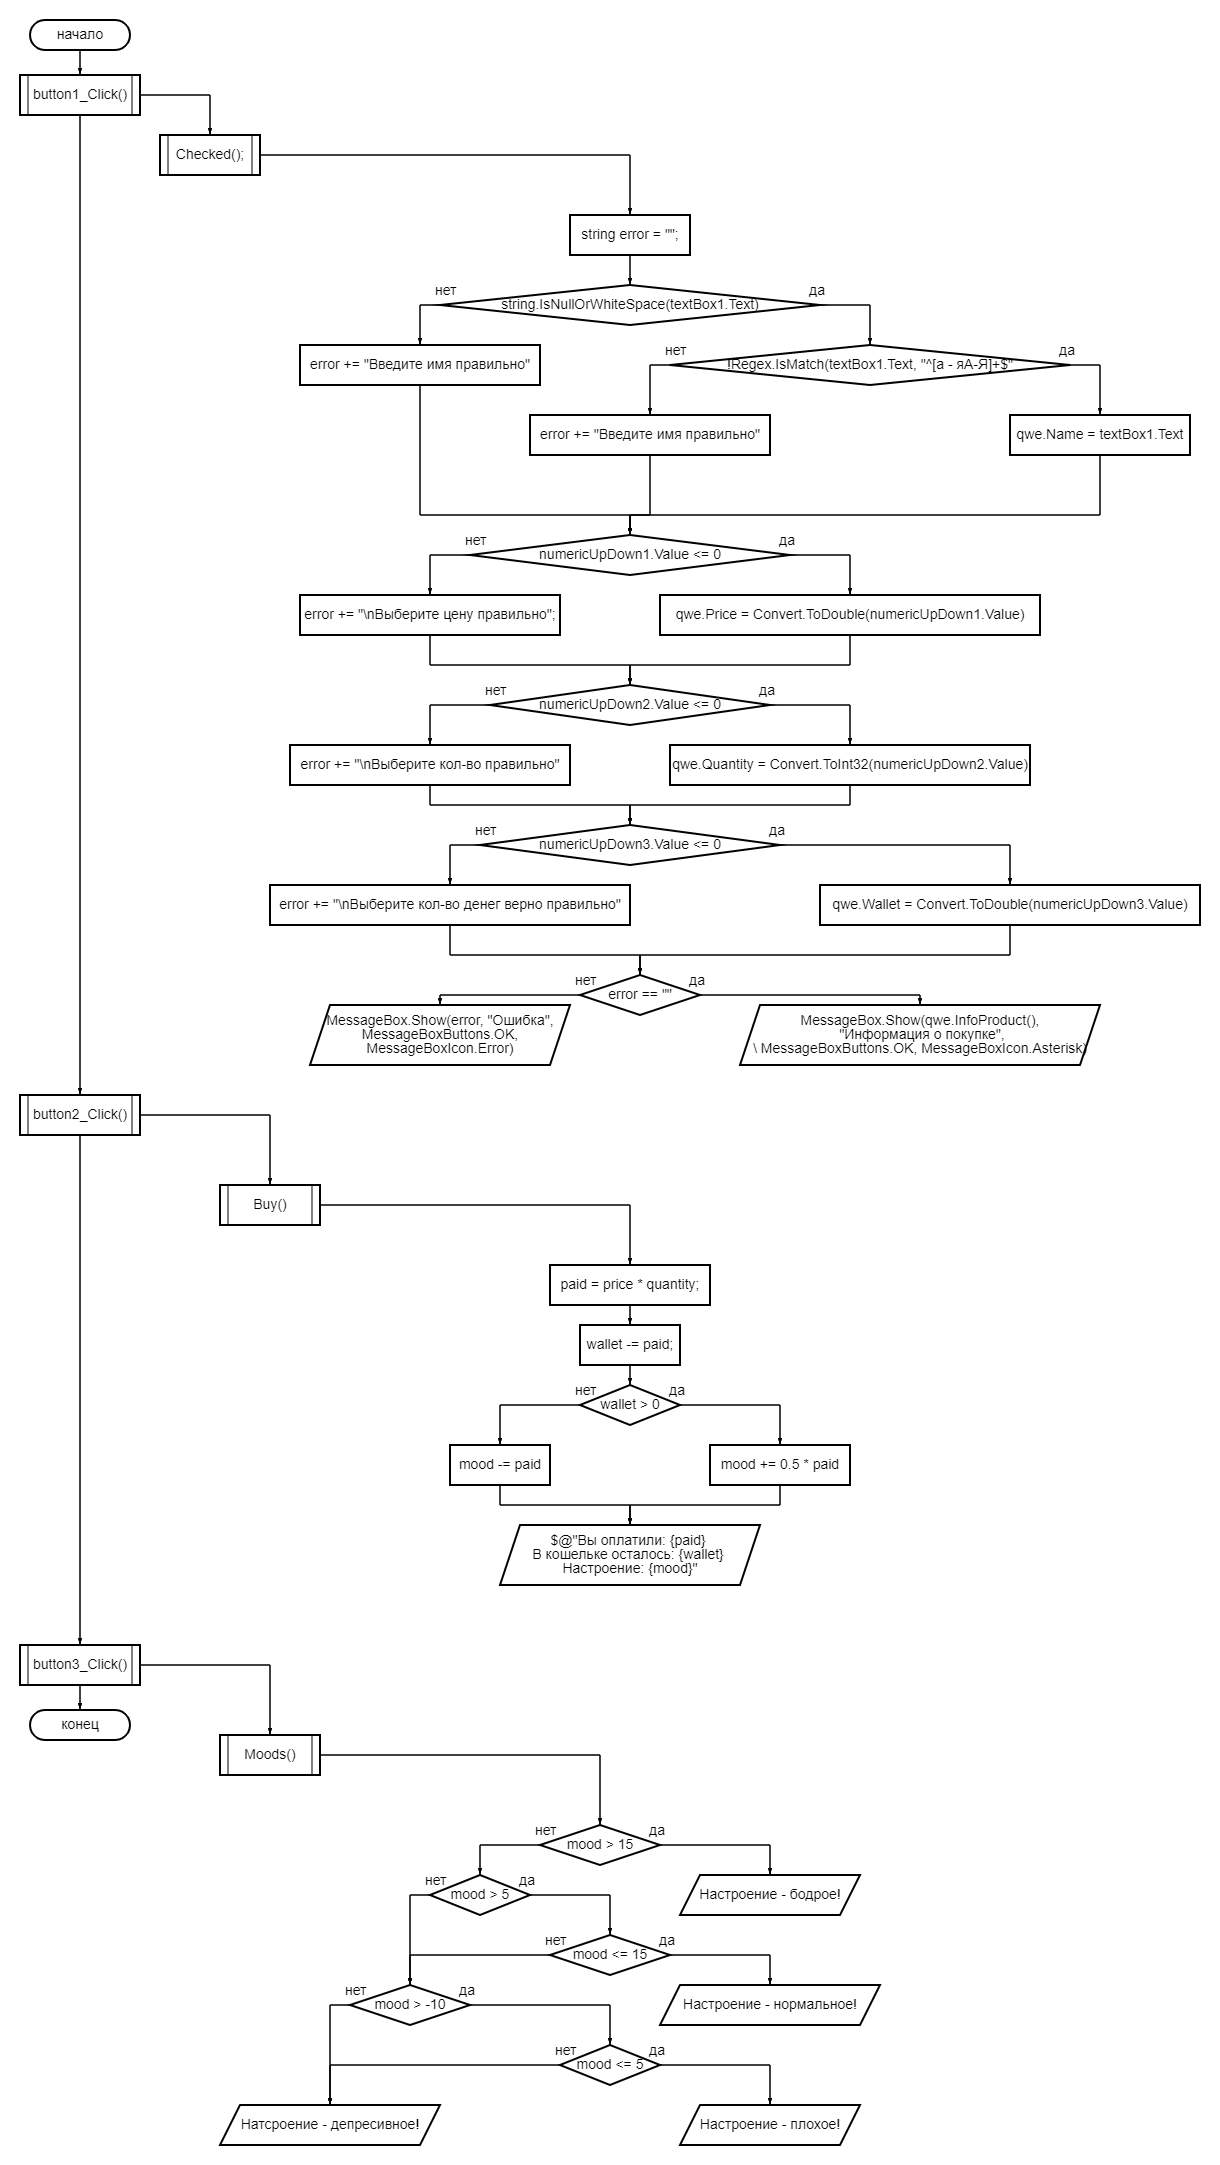 начало
button1_Click()
Checked();
string error = "";
нет
да
string.IsNullOrWhiteSpace(textBox1.Text)
error += "Введите имя правильно"
нет
да
!Regex.IsMatch(textBox1.Text, "^[а - яА-Я]+$"
error += "Введите имя правильно"
qwe.Name = textBox1.Text
нет
да
numericUpDown1.Value <= 0
error += "\nВыберите цену правильно";
qwe.Price = Convert.ToDouble(numericUpDown1.Value)
нет
да
numericUpDown2.Value <= 0
error += "\nВыберите кол-во правильно"
qwe.Quantity = Convert.ToInt32(numericUpDown2.Value)
нет
да
numericUpDown3.Value <= 0
error += "\nВыберите кол-во денег верно правильно"
qwe.Wallet = Convert.ToDouble(numericUpDown3.Value)
нет
да
error == ""
MessageBox.Show(error, "Ошибка",
MessageBoxButtons.OK,
MessageBoxIcon.Error)
MessageBox.Show(qwe.InfoProduct(),
"Информация о покупке",
\ MessageBoxButtons.OK, MessageBoxIcon.Asterisk)
button2_Click()
Buy()
paid = price * quantity;
wallet -= paid;
нет
да
wallet > 0
mood -= paid
mood += 0.5 * paid
$@"Вы оплатили: {paid}
В кошельке осталось: {wallet}
Настроение: {mood}"
button3_Click()
конец
Moods()
нет
да
mood > 15
Настроение - бодрое!
нет
да
mood > 5
нет
да
mood <= 15
Настроение - нормальное!
нет
да
mood > -10
нет
да
mood <= 5
Натсроение - депресивное!
Настроение - плохое!